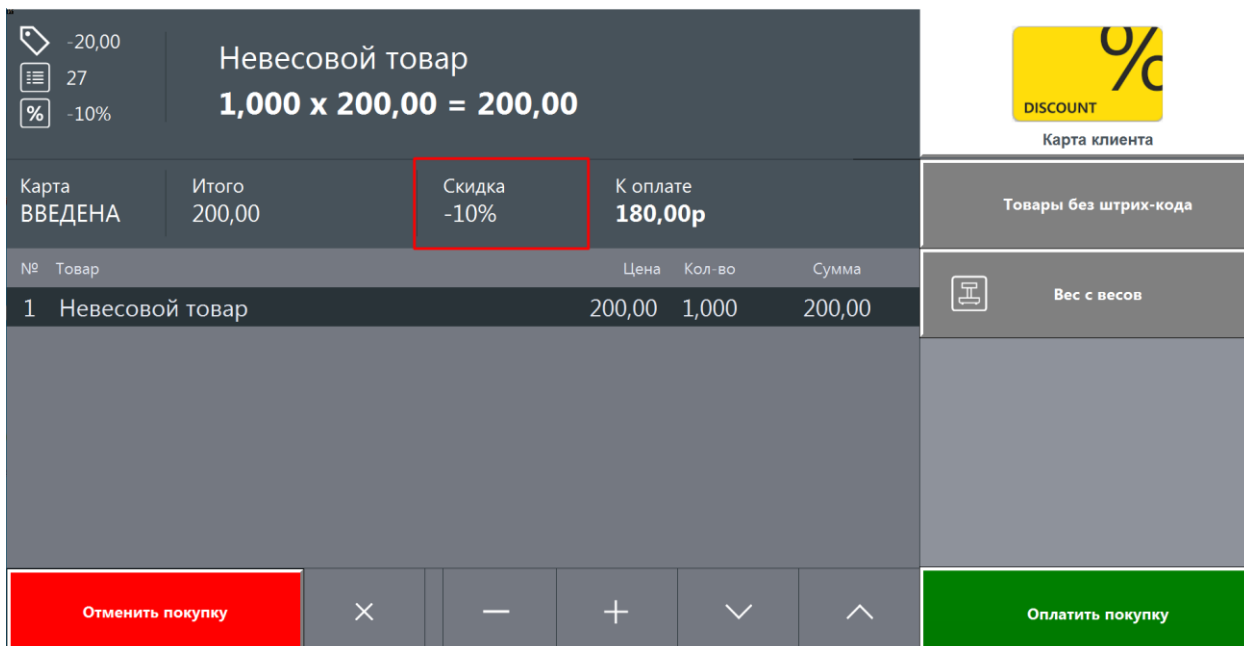 -20,00
27
% -10%
Невесовой товар
1,000 x 200,00 = 200,00
%
DISCOUNT
Карта клиента
Карта Итого Скидка К оплате
ВВЕДЕНА 200,00 -10% 180,00р
Товары без штрих-кода
№ Товар Цена Кол-во Сумма
1 Невесовой товар 200,00 1,000 200,00
Вес с весов
Отменить покупку
Оплатить покупку